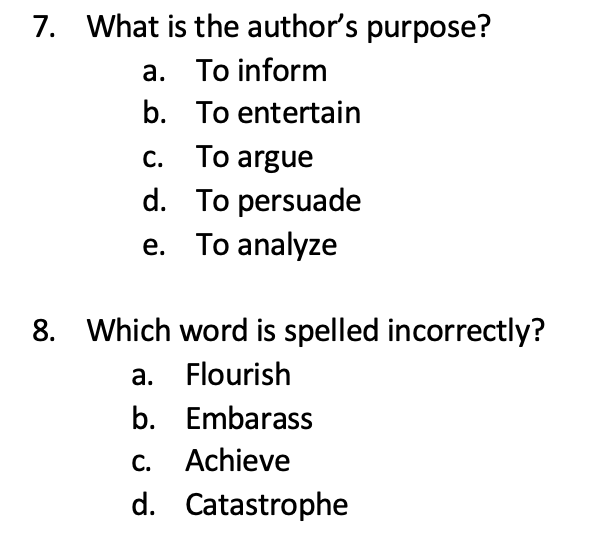 7. What is the author's purpose?
a. To inform
b. To entertain
c. To argue
d. To persuade
e. To analyze
8. Which word is spelled incorrectly?
a. Flourish
b. Embarass
c. Achieve
d. Catastrophe